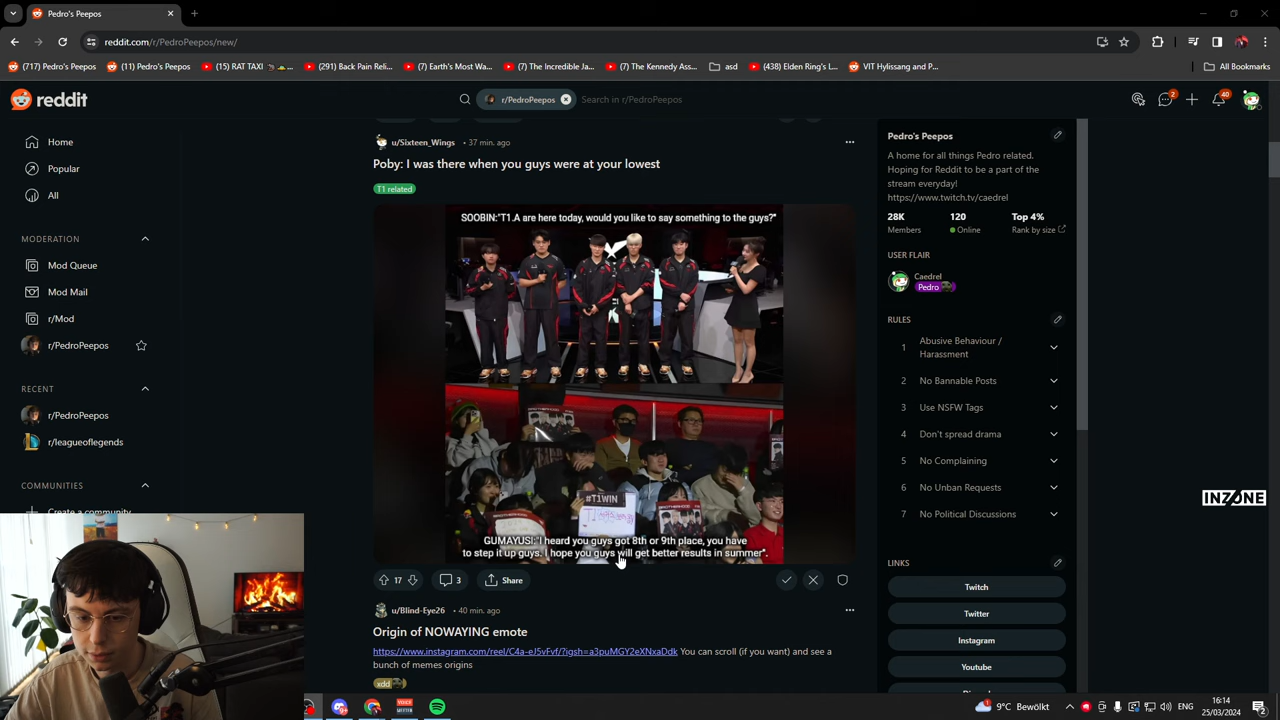 Pedro's Peepos
reddit.com/r/PedroPeepos/new/
(717) Pedro's Peepos
(11) Pedro's Peepos
(15) RAT TAXI
(291) Back Pain Reli...
(7) Earth's Most Wa...
(7) The Incredible Ja...
(7) The Kennedy Ass...
asd
(438) Elden Ring's L...
VIT Hylissang and P...
All Bookmarks
reddit
r/PedroPeepos
Search in r/PedroPeepos
2
40
Home
Popular
All
MODERATION
Mod Queue
Mod Mail
r/Mod
r/PedroPeepos
RECENT
r/PedroPeepos
r/leagueoflegends
COMMUNITIES
Create a community
u/Sixteen_Wings • 37 min. ago
Poby: I was there when you guys were at your lowest
T1 related
SOOBIN:"T1.A are here today, would you like to say something to the guys?"
#T1WIN
GUMAYUSI:"I heard you guys got 8th or 9th place, you have
to step it up guys. I hope you guys will get better results in summer".
17
3
Share
u/Blind-Eye26 • 40 min. ago
Origin of NOWAYING emote
https://www.instagram.com/reel/C4a-eJ5vFvf/?igsh=a3puMGY2eXNxaDdk You can scroll (if you want) and see a
bunch of memes origins
xdd
Pedro's Peepos
A home for all things Pedro related.
Hoping for Reddit to be a part of the
stream everyday!
https://www.twitch.tv/caedrel
28K
Members
120
Online
Top 4%
Rank by size
USER FLAIR
Caedrel
Pedro
RULES
1 Abusive Behaviour /
Harassment
2 No Bannable Posts
3 Use NSFW Tags
4 Don't spread drama
5 No Complaining
6 No Unban Requests
7 No Political Discussions
LINKS
Twitch
Twitter
Instagram
Youtube
INZONE
9°C Bewölkt
16:14
25/03/2024